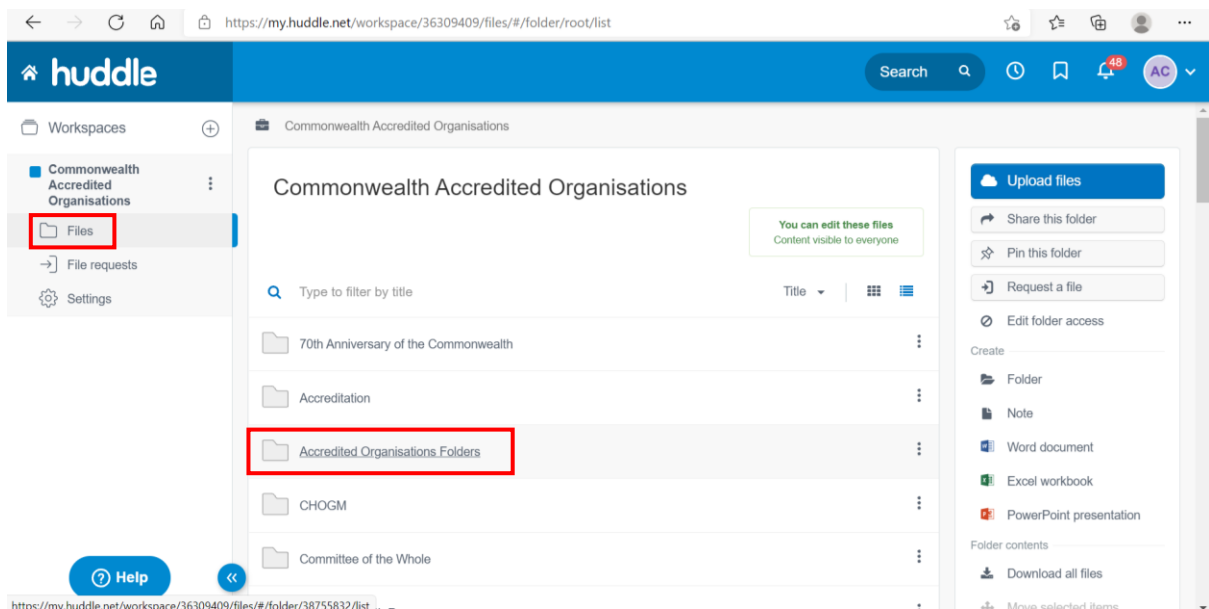 https://my.huddle.net/workspace/36309409/files/#/folder/root/list
huddle
Search
48
AC
Workspaces
Commonwealth
Accredited
Organisations
Files
File requests
Settings
Help
Commonwealth Accredited Organisations
Commonwealth Accredited Organisations
You can edit these files
Content visible to everyone
Type to filter by title
Title
70th Anniversary of the Commonwealth
Accreditation
Accredited Organisations Folders
CHOGM
Committee of the Whole
Upload files
Share this folder
Pin this folder
Request a file
Edit folder access
Create
Folder
Note
Word document
Excel workbook
PowerPoint presentation
Folder contents
Download all files
Move selected items
https://my.huddle.net/workspace/36309409/files/#/folder/38755832/list